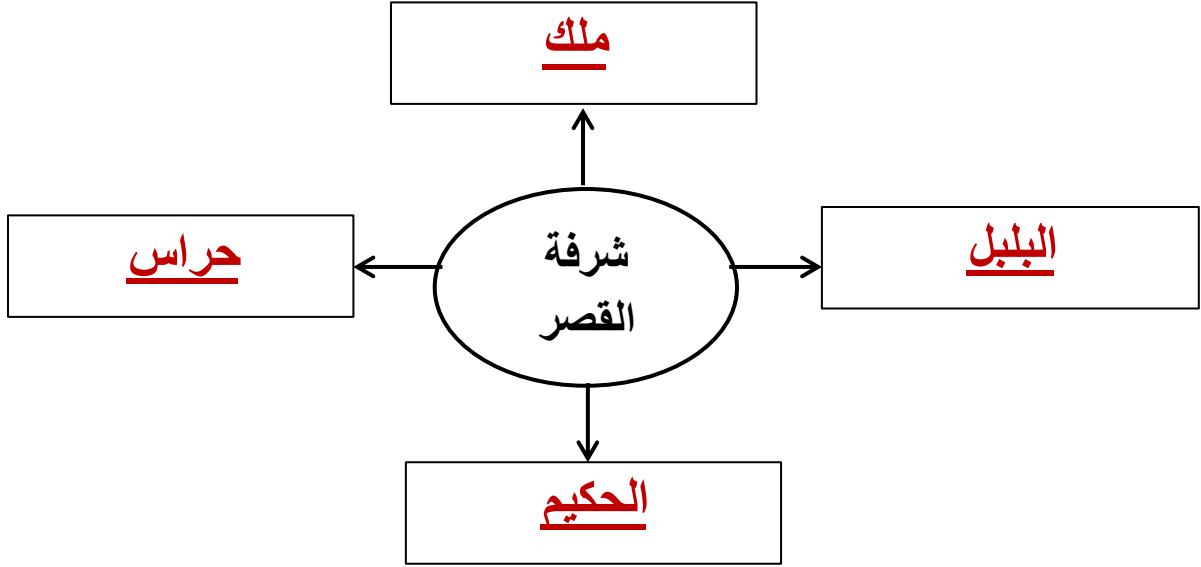 ملك
البلبل
شرفة
القصر
حراس
الحكيم